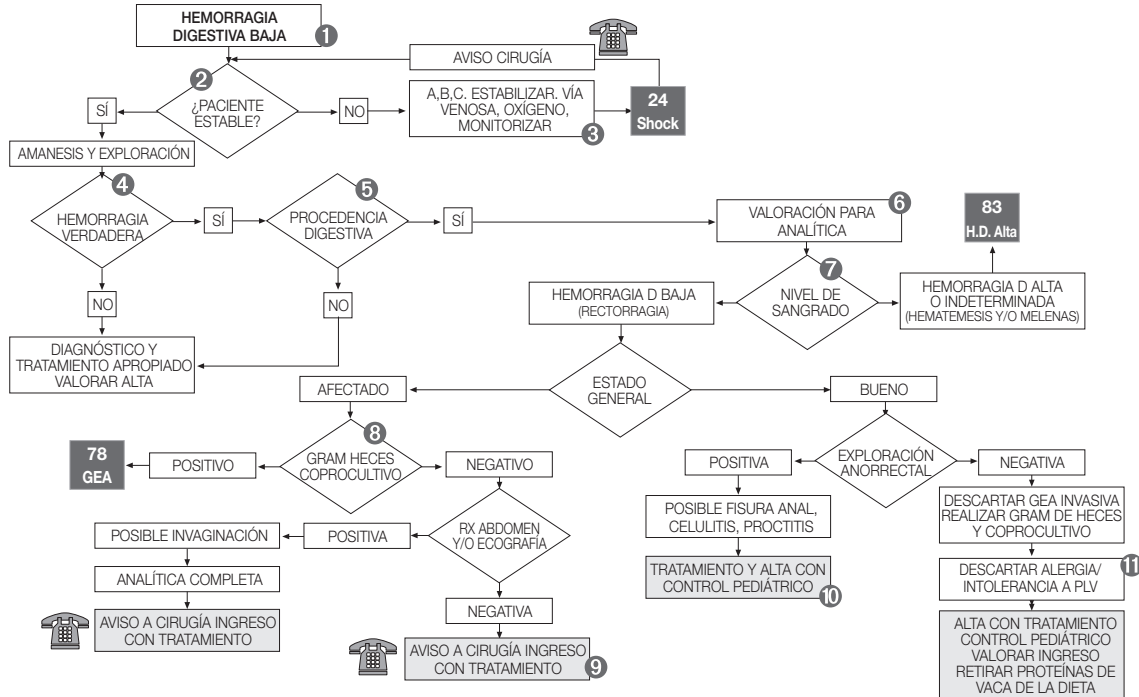 HEMORRAGIA
DIGESTIVA BAJA
1
AVISO CIRUGÍA
2
¿PACIENTE
ESTABLE?
SÍ
NO
A,B,C. ESTABILIZAR. VÍA
VENOSA, OXÍGENO,
MONITORIZAR
3
24
Shock
AMANESIS Y EXPLORACIÓN
4
HEMORRAGIA
VERDADERA
SÍ
5
PROCEDENCIA
DIGESTIVA
SÍ
VALORACIÓN PARA
ANALÍTICA
6
83
H.D. Alta
7
NIVEL DE
SANGRADO
HEMORRAGIA D BAJA
(RECTORRAGIA)
HEMORRAGIA D ALTA
O INDETERMINADA
(HEMATEMESIS Y/O MELENAS)
NO
NO
DIAGNÓSTICO Y
TRATAMIENTO APROPIADO
VALORAR ALTA
ESTADO
GENERAL
AFECTADO
BUENO
8
GRAM HECES
COPROCULTIVO
POSITIVO
78
GEA
NEGATIVO
EXPLORACIÓN
ANORRECTAL
POSITIVA
NEGATIVA
POSIBLE FISURA ANAL,
CELULITIS, PROCTITIS
DESCARTAR GEA INVASIVA
REALIZAR GRAM DE HECES
Y COPROCULTIVO
RX ABDOMEN
Y/O ECOGRAFÍA
POSITIVA
POSIBLE INVAGINACIÓN
ANALÍTICA COMPLETA
TRATAMIENTO Y ALTA CON
CONTROL PEDIÁTRICO
10
DESCARTAR ALERGIA/
INTOLERANCIA A PLV
11
NEGATIVA
AVISO A CIRUGÍA INGRESO
CON TRATAMIENTO
AVISO A CIRUGÍA INGRESO
CON TRATAMIENTO
9
ALTA CON TRATAMIENTO
CONTROL PEDIÁTRICO
VALORAR INGRESO
RETIRAR PROTEÍNAS DE
VACA DE LA DIETA